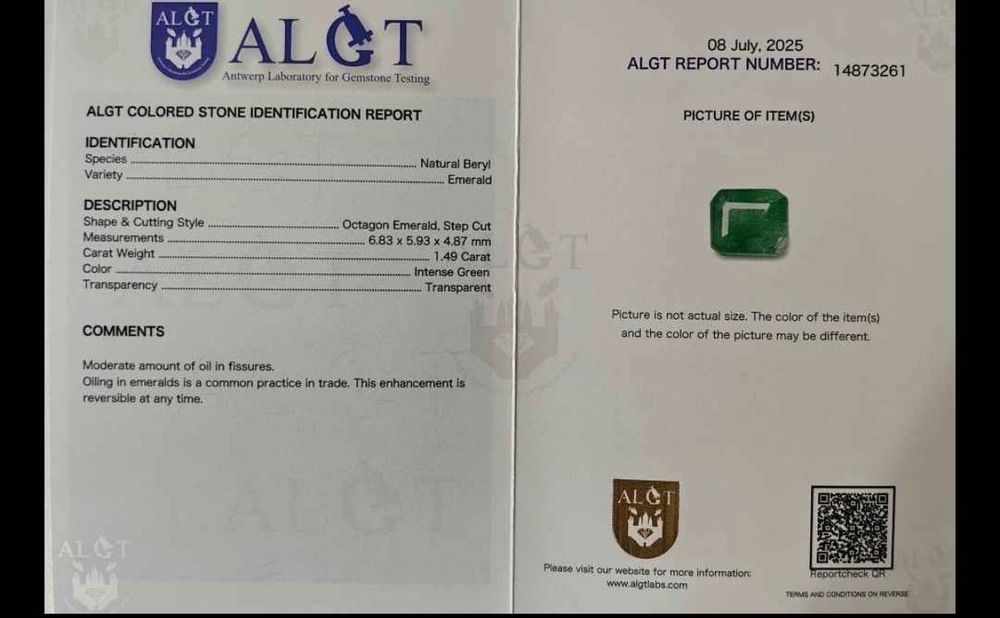 ALGT
ALGT
Antwerp Laboratory for Gemstone Testing
ALGT COLORED STONE IDENTIFICATION REPORT
IDENTIFICATION
Species ........ Natural Beryl
Variety ........ Emerald
DESCRIPTION
Shape & Cutting Style ........ Octagon Emerald, Step Cut
Measurements ........ 6.83 x 5.93 x 4.87 mm
Carat Weight ........ 1.49 Carat
Color ........ Intense Green
Transparency ........ Transparent
COMMENTS
Moderate amount of oil in fissures.
Oiling in emeralds is a common practice in trade. This enhancement is
reversible at any time.
ALGT
08 July, 2025
ALGT REPORT NUMBER: 14873261
PICTURE OF ITEM(S)
ALGT
Picture is not actual size. The color of the item(s)
and the color of the picture may be different.
ALGT
Please visit our website for more information:
www.algtlabs.com
Reportcheck QR
TERMS AND CONDITIONS ON REVERSE